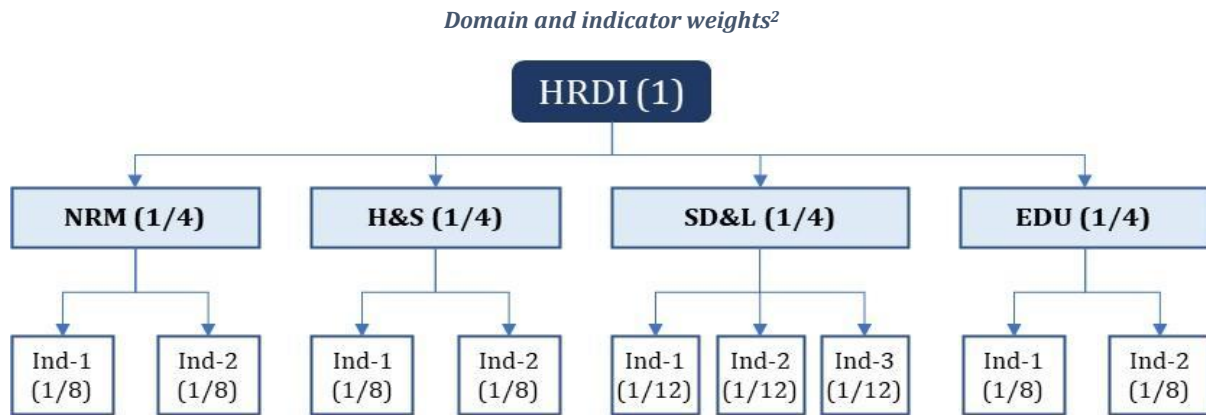 Domain and indicator weights²
HRDI (1)
NRM (1/4)
H&S (1/4)
SD&L (1/4)
EDU (1/4)
Ind-1
(1/8)
Ind-2
(1/8)
Ind-1
(1/8)
Ind-2
(1/8)
Ind-1
(1/12)
Ind-2
(1/12)
Ind-3
(1/12)
Ind-1
(1/8)
Ind-2
(1/8)